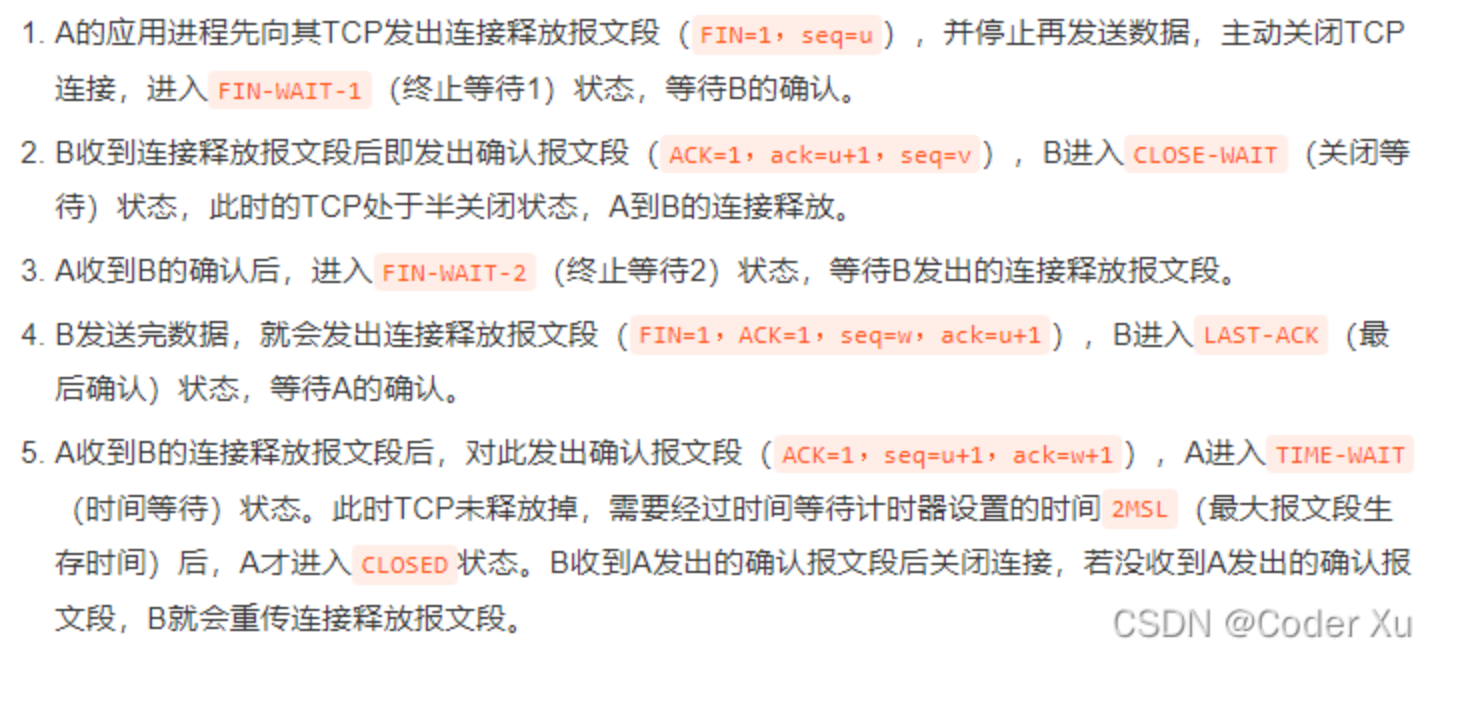 1. A的应用进程先向其TCP发出连接释放报文段（FIN=1，seq=u），并停止再发送数据，主动关闭TCP
连接，进入FIN-WAIT-1（终止等待1）状态，等待B的确认。
2. B收到连接释放报文段后即发出确认报文段（ACK=1，ack=u+1，seq=v），B进入CLOSE-WAIT（关闭等
待）状态，此时的TCP处于半关闭状态，A到B的连接释放。
3. A收到B的确认后，进入FIN-WAIT-2（终止等待2）状态，等待B发出的连接释放报文段。
4. B发送完数据，就会发出连接释放报文段（FIN=1，ACK=1，seq=w，ack=u+1），B进入LAST-ACK（最
后确认）状态，等待A的确认。
5. A收到B的连接释放报文段后，对此发出确认报文段（ACK=1，seq=u+1，ack=w+1），A进入TIME-WAIT
（时间等待）状态。此时TCP未释放掉，需要经过时间等待计时器设置的时间2MSL（最大报文段生
存时间）后，A才进入CLOSED状态。B收到A发出的确认报文段后关闭连接，若没收到A发出的确认报
文段，B就会重传连接释放报文段。
CSDN @Coder Xu